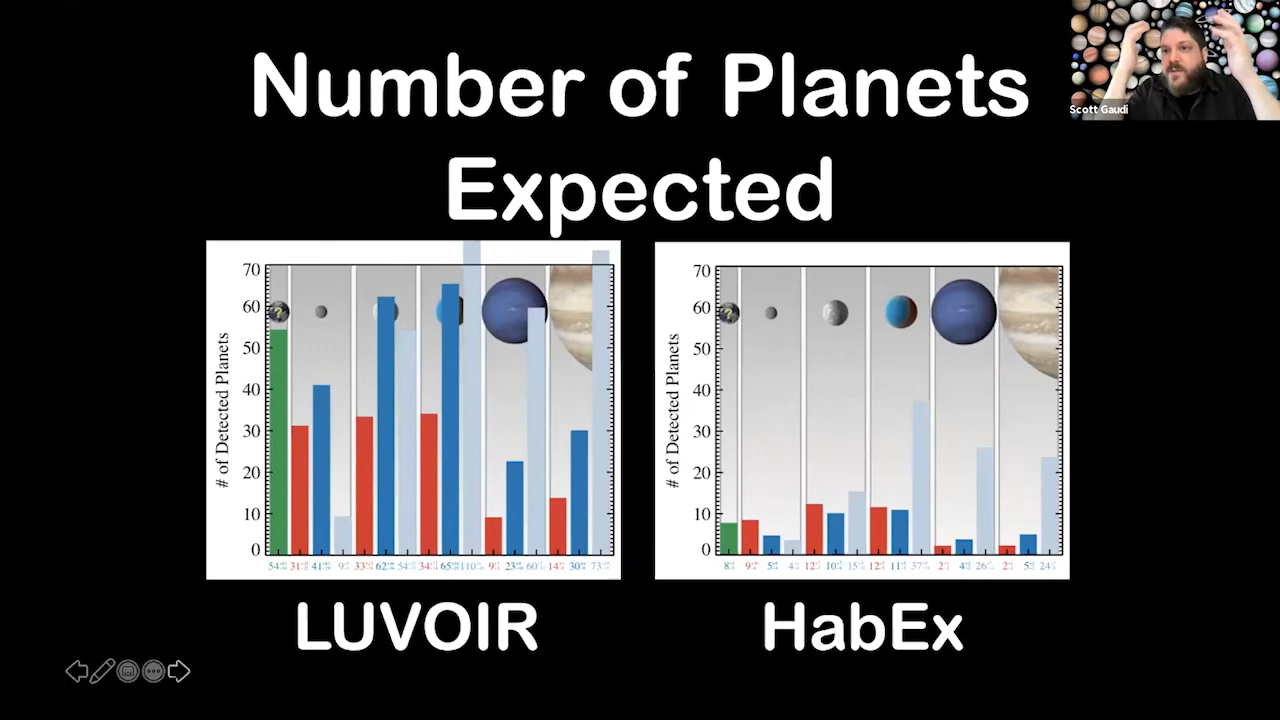 Number of Planets
Expected
Scott Gaudi
# of Detected Planets
70
60
50
40
30
20
10
0
?
54 31 41 9 33 62 54 34 65 110 9 23 60 14 30 73
# of Detected Planets
70
60
50
40
30
20
10
0
?
8 9 5 4 12 10 15 12 11 37 2 4 26 2 5 24
LUVOIR
HabEx